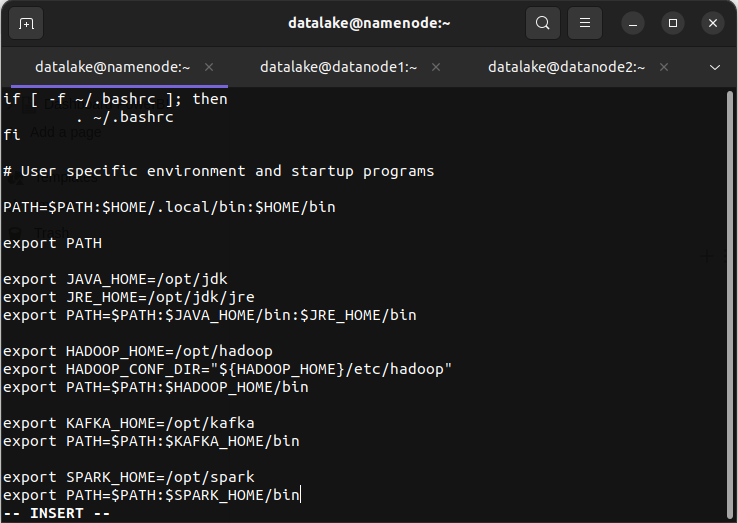 datalake@namenode:~
datalake@namenode:~ × datalake@datanode1:~ × datalake@datanode2:~ ×
if [ -f ~/.bashrc ]; then
        . ~/.bashrc
Add a page
fi
# User specific environment and startup programs
PATH=$PATH:$HOME/.local/bin:$HOME/bin
Trash
export PATH
export JAVA_HOME=/opt/jdk
export JRE_HOME=/opt/jdk/jre
export PATH=$PATH:$JAVA_HOME/bin:$JRE_HOME/bin
export HADOOP_HOME=/opt/hadoop
export HADOOP_CONF_DIR="${HADOOP_HOME}/etc/hadoop"
export PATH=$PATH:$HADOOP_HOME/bin
export KAFKA_HOME=/opt/kafka
export PATH=$PATH:$KAFKA_HOME/bin
export SPARK_HOME=/opt/spark
export PATH=$PATH:$SPARK_HOME/bin
-- INSERT --